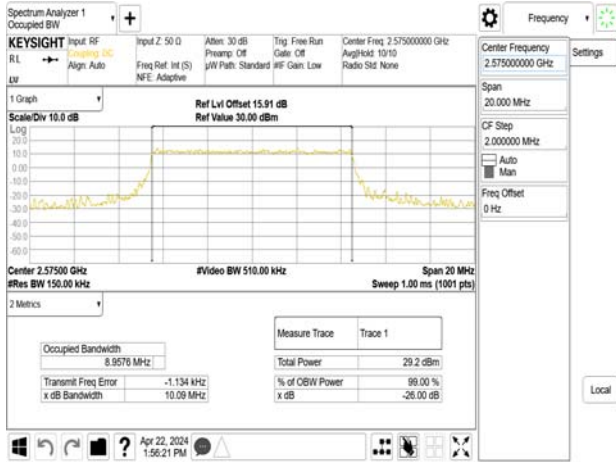 Spectrum Analyzer 1
Occupied BW
Frequency
KEYSIGHT
Input: RF
Coupling: DC
Align: Auto
RL
LXI
Input Z: 50 Ω
Freq Ref: Int (S)
NFE: Adaptive
Atten: 30 dB
Preamp: Off
µW Path: Standard
Trig: Free Run
Gate: Off
#IF Gain: Low
Center Freq: 2.575000000 GHz
Avg|Hold: 10/10
Radio Std: None
Center Frequency
2.575000000 GHz
Settings
Span
20.000 MHz
CF Step
2.000000 MHz
Auto
Man
Freq Offset
0 Hz
Local
1 Graph
Scale/Div 10.0 dB
Ref Lvl Offset 15.91 dB
Ref Value 30.00 dBm
Log
20.0
10.0
0.00
-10.0
-20.0
-30.0
-40.0
-50.0
-60.0
Center 2.57500 GHz
#Video BW 510.00 kHz
Span 20 MHz
#Res BW 150.00 kHz
Sweep 1.00 ms (1001 pts)
2 Metrics
Measure Trace
Trace 1
Occupied Bandwidth
8.9576 MHz
Total Power
29.2 dBm
Transmit Freq Error
-1.134 kHz
% of OBW Power
99.00 %
x dB Bandwidth
10.09 MHz
x dB
-26.00 dB
Apr 22, 2024
1:56:21 PM